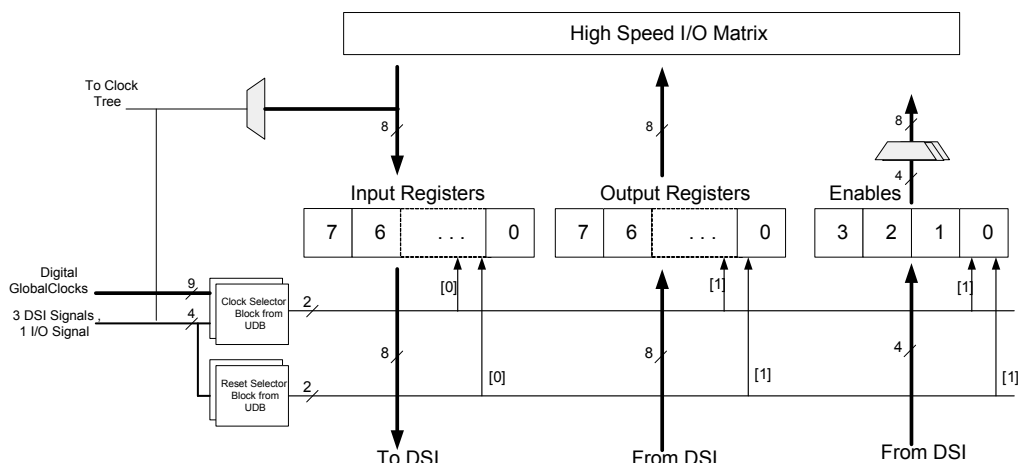 High Speed I/O Matrix
To Clock
Tree
8
8
8
4
Input Registers
Output Registers
Enables
7 6 . . . 0
7 6 . . . 0
3 2 1 0
Digital
GlobalClocks
9
3 DSI Signals ,
1 I/O Signal
4
Clock Selector
Block from
UDB
2
[0]
[1]
[1]
8
8
4
Reset Selector
Block from
UDB
2
[0]
[1]
[1]
To DSI
From DSI
From DSI